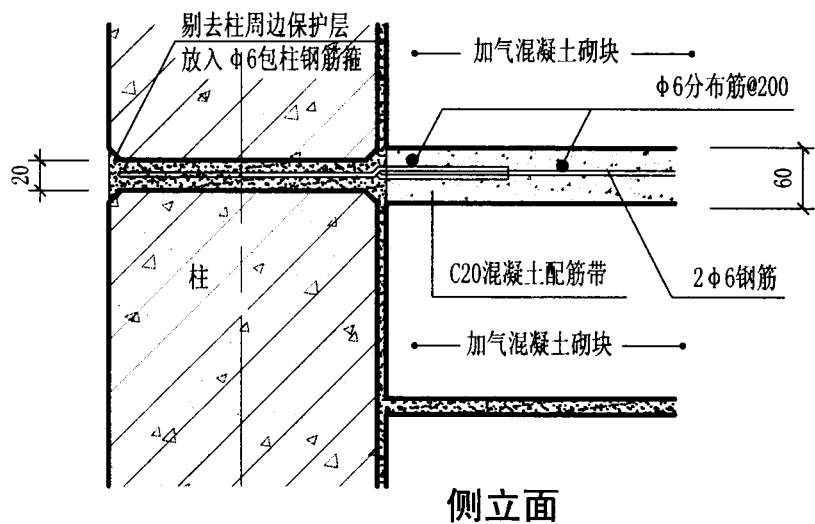 剔去柱周边保护层
放入ϕ6包柱钢筋箍
加气混凝土砌块
ϕ6分布筋@200
20
60
柱
C20混凝土配筋带
2ϕ6钢筋
加气混凝土砌块
侧立面